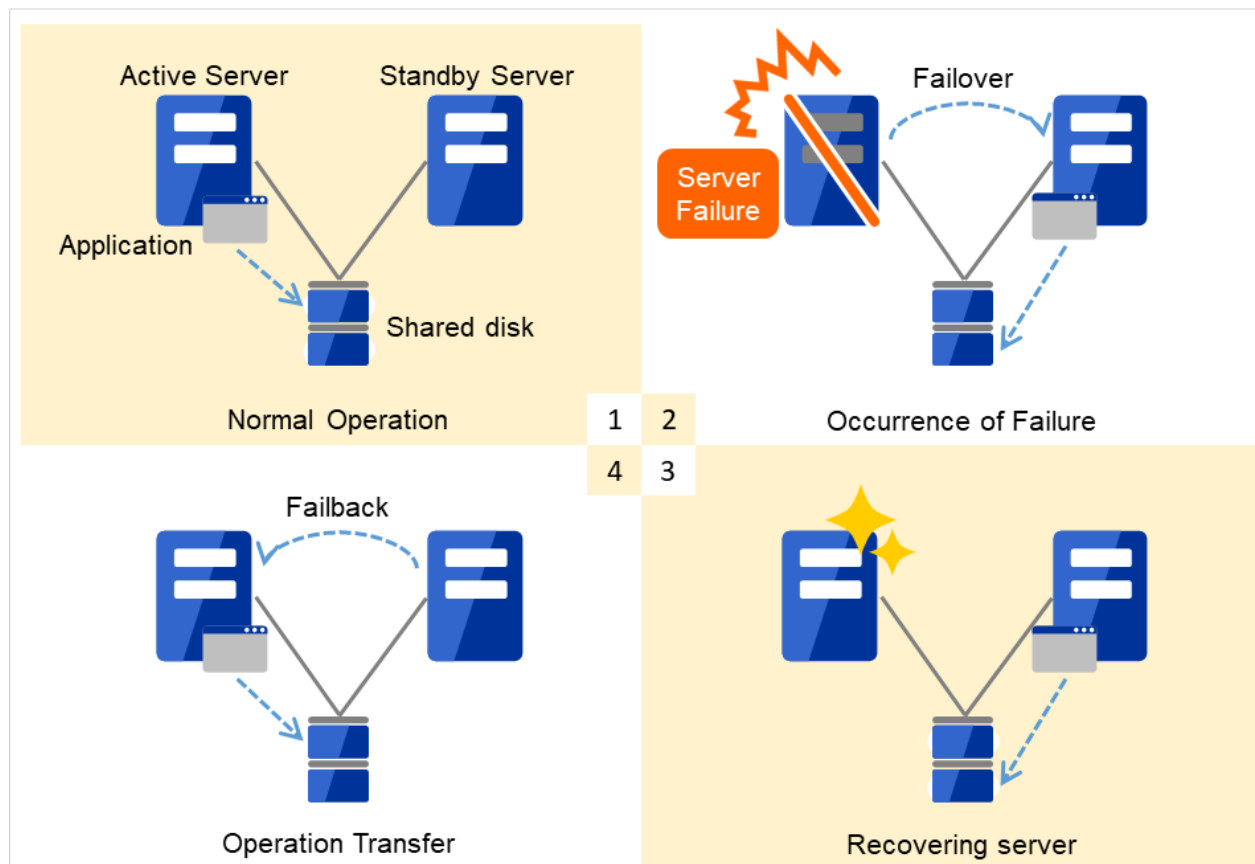 Active Server
Standby Server
Application
Shared disk
Normal Operation
1
Failover
Server
Failure
2
Occurrence of Failure
4
Failback
Operation Transfer
3
Recovering server